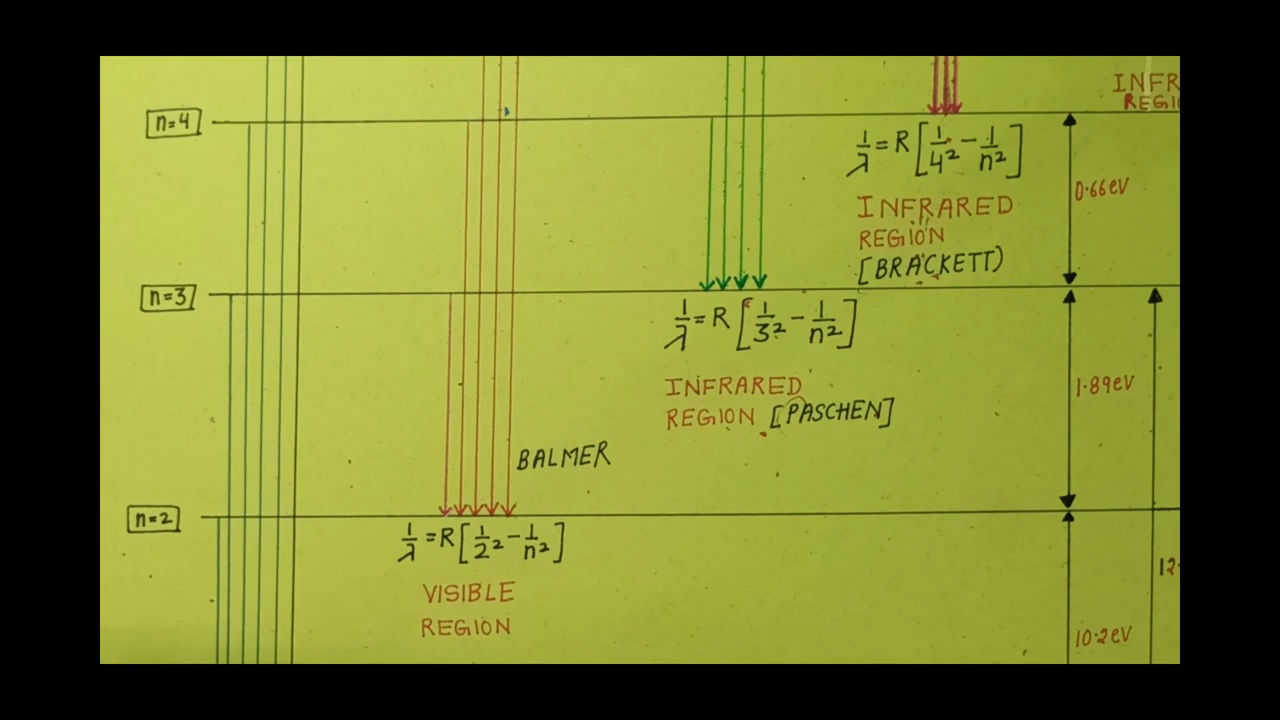 INFR
REGI
n=4
1/λ = R[1/4² - 1/n²]
0.66eV
INFRARED
REGION
[BRACKETT)
n=3
1/λ = R[1/3² - 1/n²]
1.89eV
INFRARED
REGION [PASCHEN]
BALMER
n=2
1/λ = R[1/2² - 1/n²]
12.
VISIBLE
REGION
10.2eV